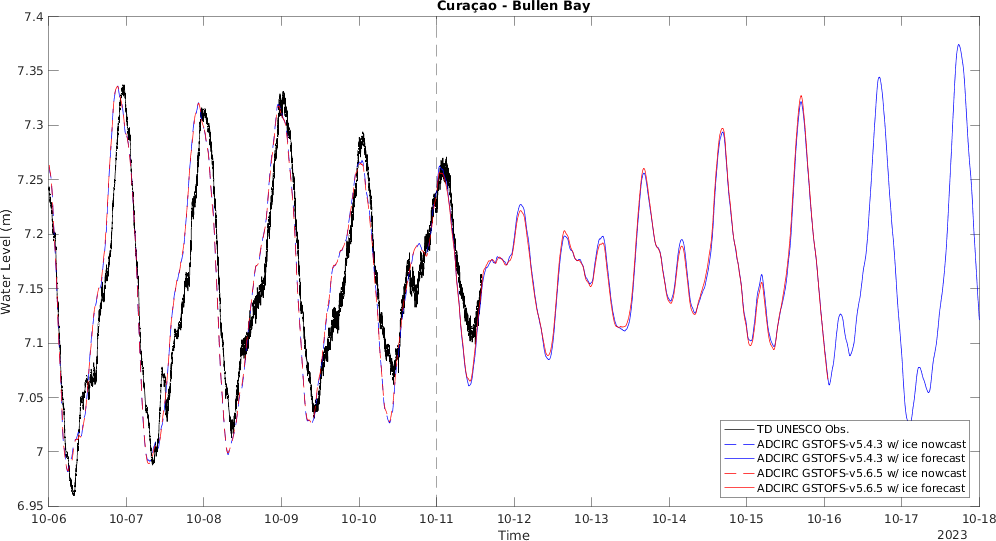 Curaçao - Bullen Bay
Water Level (m)
7.4
7.35
7.3
7.25
7.2
7.15
7.1
7.05
7
6.95
10-06 10-07 10-08 10-09 10-10 10-11 10-12 10-13 10-14 10-15 10-16 10-17 10-18
Time
2023
TD UNESCO Obs.
ADCIRC GSTOFS-v5.4.3 w/ ice nowcast
ADCIRC GSTOFS-v5.4.3 w/ ice forecast
ADCIRC GSTOFS-v5.6.5 w/ ice nowcast
ADCIRC GSTOFS-v5.6.5 w/ ice forecast